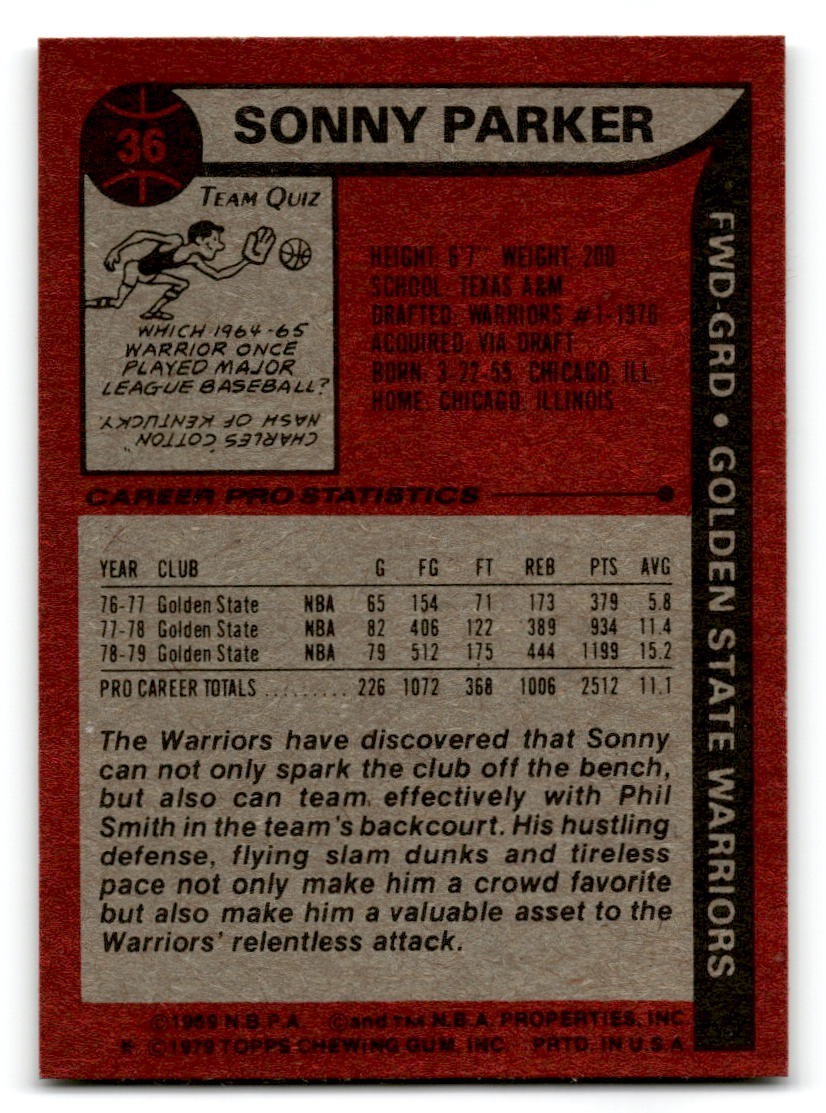 36
SONNY PARKER
TEAM QUIZ
WHICH 1964-65
WARRIOR ONCE
PLAYED MAJOR
LEAGUE BASEBALL?
CHARLES "COTTON"
NASH OF KENTUCKY.
HEIGHT: 6'7" WEIGHT: 200
SCHOOL: TEXAS A&M
DRAFTED: WARRIORS #1-1976
ACQUIRED: VIA DRAFT
BORN: 3-22-55, CHICAGO, ILL.
HOME: CHICAGO, ILLINOIS
FWD-GRD • GOLDEN STATE WARRIORS
CAREER PRO STATISTICS
YEAR CLUB G FG FT REB PTS AVG
76-77 Golden State NBA 65 154 71 173 379 5.8
77-78 Golden State NBA 82 406 122 389 934 11.4
78-79 Golden State NBA 79 512 175 444 1199 15.2
PRO CAREER TOTALS ......... 226 1072 368 1006 2512 11.1
The Warriors have discovered that Sonny
can not only spark the club off the bench,
but also can team effectively with Phil
Smith in the team's backcourt. His hustling
defense, flying slam dunks and tireless
pace not only make him a crowd favorite
but also make him a valuable asset to the
Warriors' relentless attack.
©1969 N.B.P.A. ©and TM N.B.A. PROPERTIES, INC.
* ©1979 TOPPS CHEWING GUM, INC. PRTD. IN U.S.A.